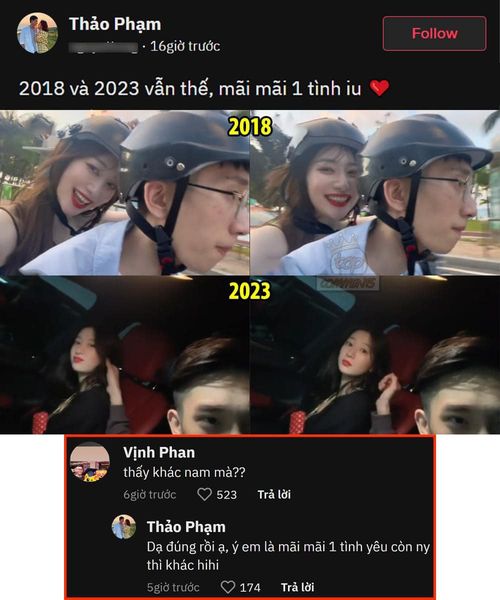 Thảo Phạm
· 16giờ trước
Follow
2018 và 2023 vẫn thế, mãi mãi 1 tình iu ❤️
2018
TOP
COMMENTS
2023
Vịnh Phan
thấy khác nam mà??
6giờ trước 523 Trả lời
Thảo Phạm
Dạ đúng rồi ạ, ý em là mãi mãi 1 tình yêu còn ny
thì khác hihi
5giờ trước 174 Trả lời